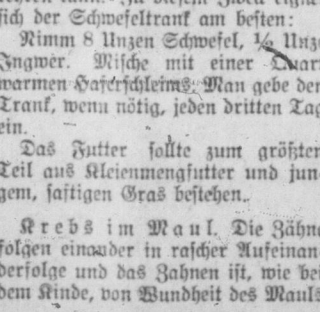 sich der Schwefeltrank am besten:
Nimm 8 Unzen Schwefel, ½ Unze
Ingwer. Mische mit einer Quart
warmen Haferschleims. Man gebe den
Trank, wenn nötig, jeden dritten Tag
ein.
Das Futter sollte zum größten
Teil aus Kleienmengfutter und jun-
gem, saftigen Gras bestehen.
Krebs im Maul. Die Zähne
folgen einander in rascher Aufeinan-
derfolge und das Zahnen ist, wie bei
dem Kinde, von Wundheit des Mauls